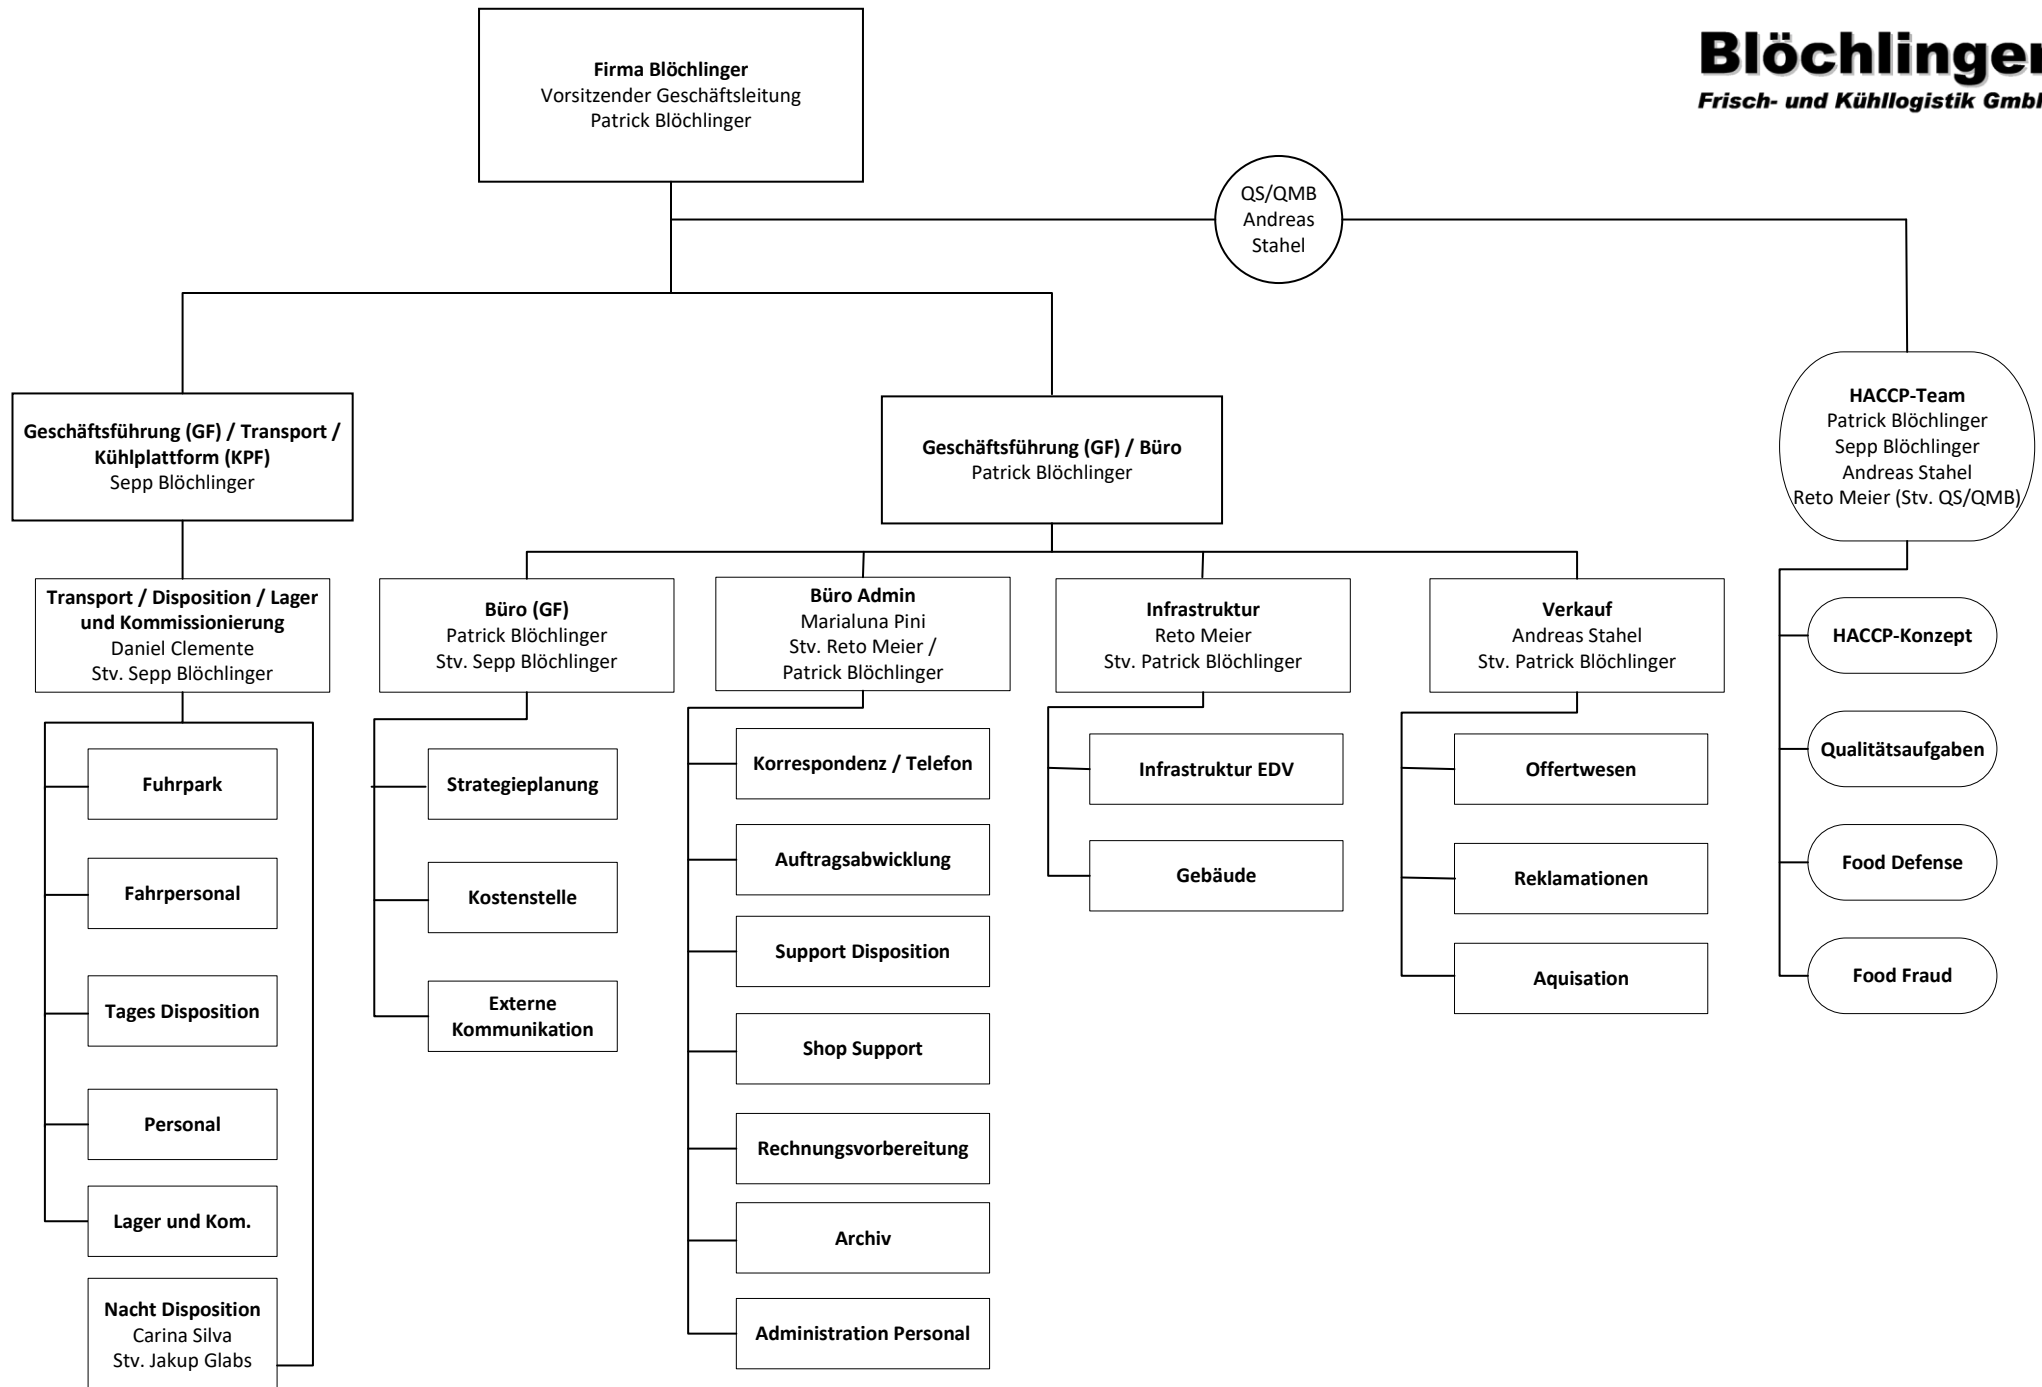 Blöchlinger
Frisch- und Kühllogistik
Firma Blöchlinger
Vorsitzender Geschäftsleitung
Patrick Blöchlinger
QS/QMB
Andreas
Stahel
Geschäftsführung (GF) / Transport /
Kühlplattform (KPF)
Sepp Blöchlinger
Geschäftsführung (GF) / Büro
Patrick Blöchlinger
HACCP-Team
Patrick Blöchlinger
Sepp Blöchlinger
Andreas Stahel
Reto Meier (Stv. QS/QMB)
Transport / Disposition / Lager
und Kommissionierung
Daniel Clemente
Stv. Sepp Blöchlinger
Büro (GF)
Patrick Blöchlinger
Stv. Sepp Blöchlinger
Büro Admin
Marialuna Pini
Stv. Reto Meier /
Patrick Blöchlinger
Infrastruktur
Reto Meier
Stv. Patrick Blöchlinger
Verkauf
Andreas Stahel
Stv. Patrick Blöchlinger
Fuhrpark
Fahrpersonal
Tages Disposition
Personal
Lager und Kom.
Nacht Disposition
Carina Silva
Stv. Jakup Glabs
Strategieplanung
Kostenstelle
Externe
Kommunikation
Korrespondenz / Telefon
Auftragsabwicklung
Support Disposition
Shop Support
Rechnungsvorbereitung
Archiv
Administration Personal
Infrastruktur EDV
Gebäude
Offertwesen
Reklamationen
Aquisation
HACCP-Konzept
Qualitätsaufgaben
Food Defense
Food Fraud